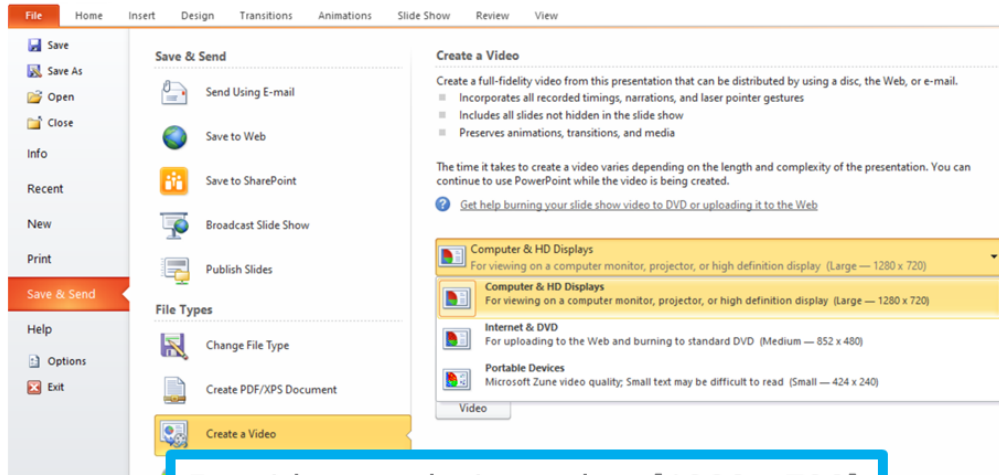 File Home Insert Design Transitions Animations Slide Show Review View
Save
Save As
Open
Close
Info
Recent
New
Print
Save & Send
Help
Options
Exit
Save & Send
Send Using E-mail
Save to Web
Save to SharePoint
Broadcast Slide Show
Publish Slides
File Types
Change File Type
Create PDF/XPS Document
Create a Video
Create a Video
Create a full-fidelity video from this presentation that can be distributed by using a disc, the Web, or e-mail.
Incorporates all recorded timings, narrations, and laser pointer gestures
Includes all slides not hidden in the slide show
Preserves animations, transitions, and media
The time it takes to create a video varies depending on the length and complexity of the presentation. You can
continue to use PowerPoint while the video is being created.
Get help burning your slide show video to DVD or uploading it to the Web
Computer & HD Displays
For viewing on a computer monitor, projector, or high definition display (Large — 1280 x 720)
Computer & HD Displays
For viewing on a computer monitor, projector, or high definition display (Large — 1280 x 720)
Internet & DVD
For uploading to the Web and burning to standard DVD (Medium — 852 x 480)
Portable Devices
Microsoft Zune video quality; Small text may be difficult to read (Small — 424 x 240)
Video